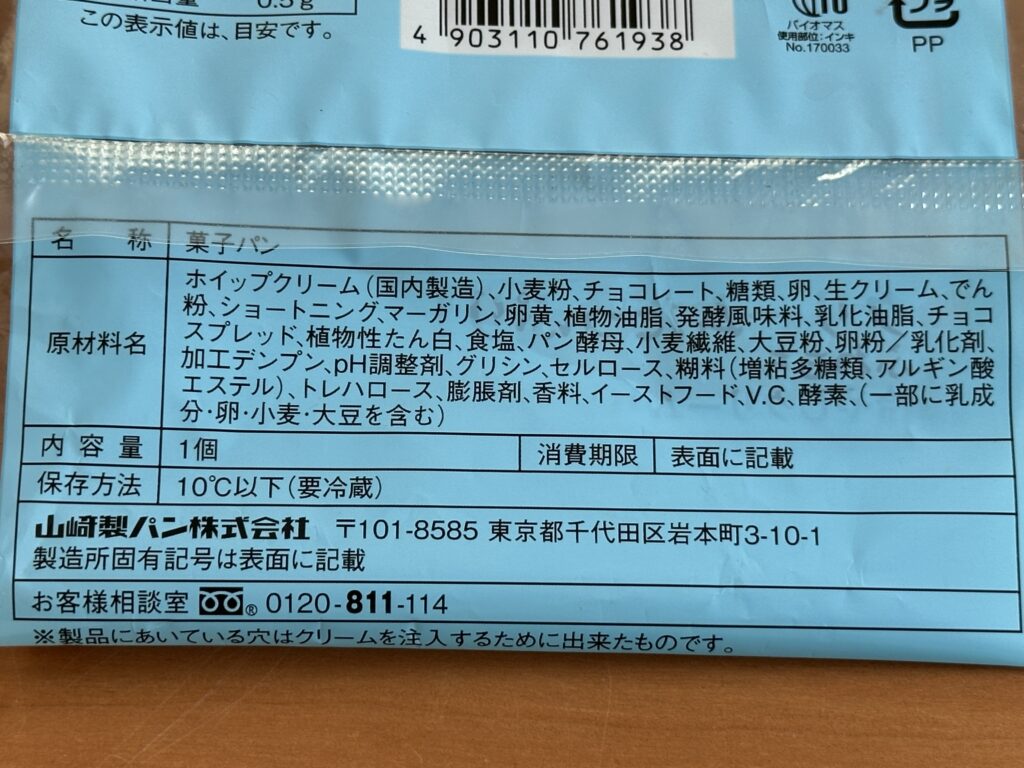 0.5g
この表示値は、目安です。
4 903110 761938
バイオマス
使用部位:インキ
No.170033
PP
名称 菓子パン
原材料名
ホイップクリーム(国内製造)、小麦粉、チョコレート、糖類、卵、生クリーム、でん
粉、ショートニング、マーガリン、卵黄、植物油脂、発酵風味料、乳化油脂、チョコ
スプレッド、植物性たん白、食塩、パン酵母、小麦繊維、大豆粉、卵粉/乳化剤、
加工デンプン、pH調整剤、グリシン、セルロース、糊料(増粘多糖類、アルギン酸
エステル)、トレハロース、膨脹剤、香料、イーストフード、V.C、酵素、(一部に乳成
分・卵・小麦・大豆を含む)
内容量 1個 消費期限 表面に記載
保存方法 10℃以下(要冷蔵)
山崎製パン株式会社 〒101-8585 東京都千代田区岩本町3-10-1
製造所固有記号は表面に記載
お客様相談室 ® 0120-811-114
※製品にあいている穴はクリームを注入するために出来たものです。